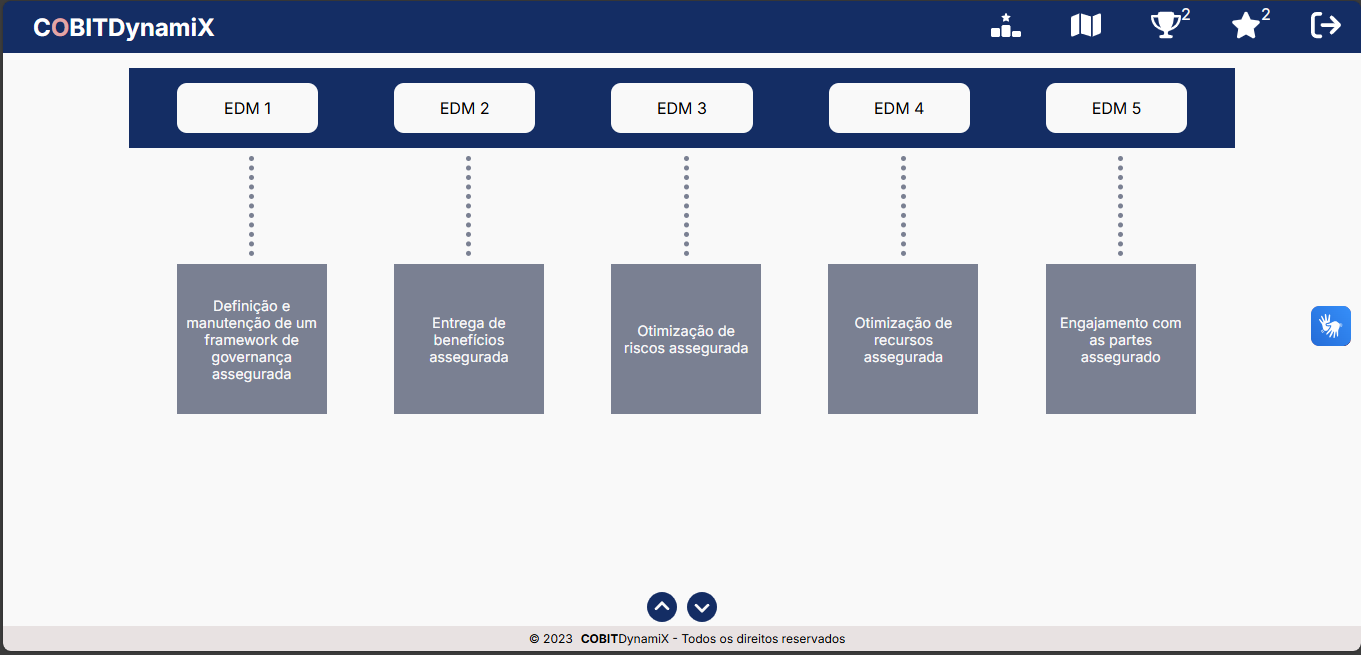 COBITDynamiX
2
2
EDM 1
EDM 2
EDM 3
EDM 4
EDM 5
Definição e
manutenção de um
framework de
governança
assegurada
Entrega de
benefícios
assegurada
Otimização de
riscos assegurada
Otimização de
recursos
assegurada
Engajamento com
as partes
assegurado
© 2023 COBITDynamiX - Todos os direitos reservados